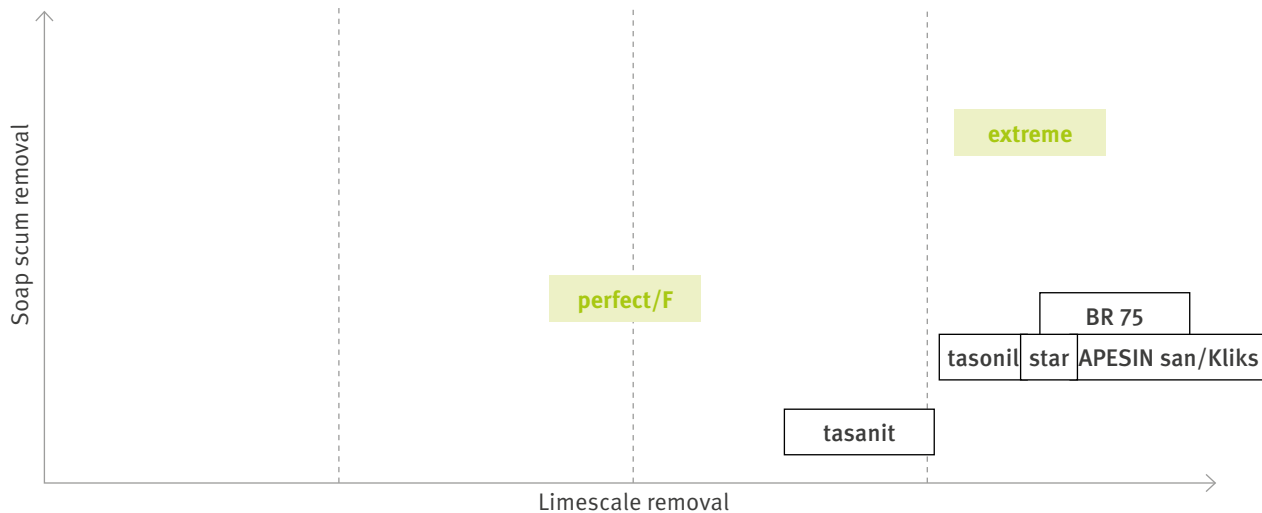 Soap scum removal
extreme
perfect/F
BR 75
tasonil
star
APESIN san/Kliks
tasanit
Limescale removal